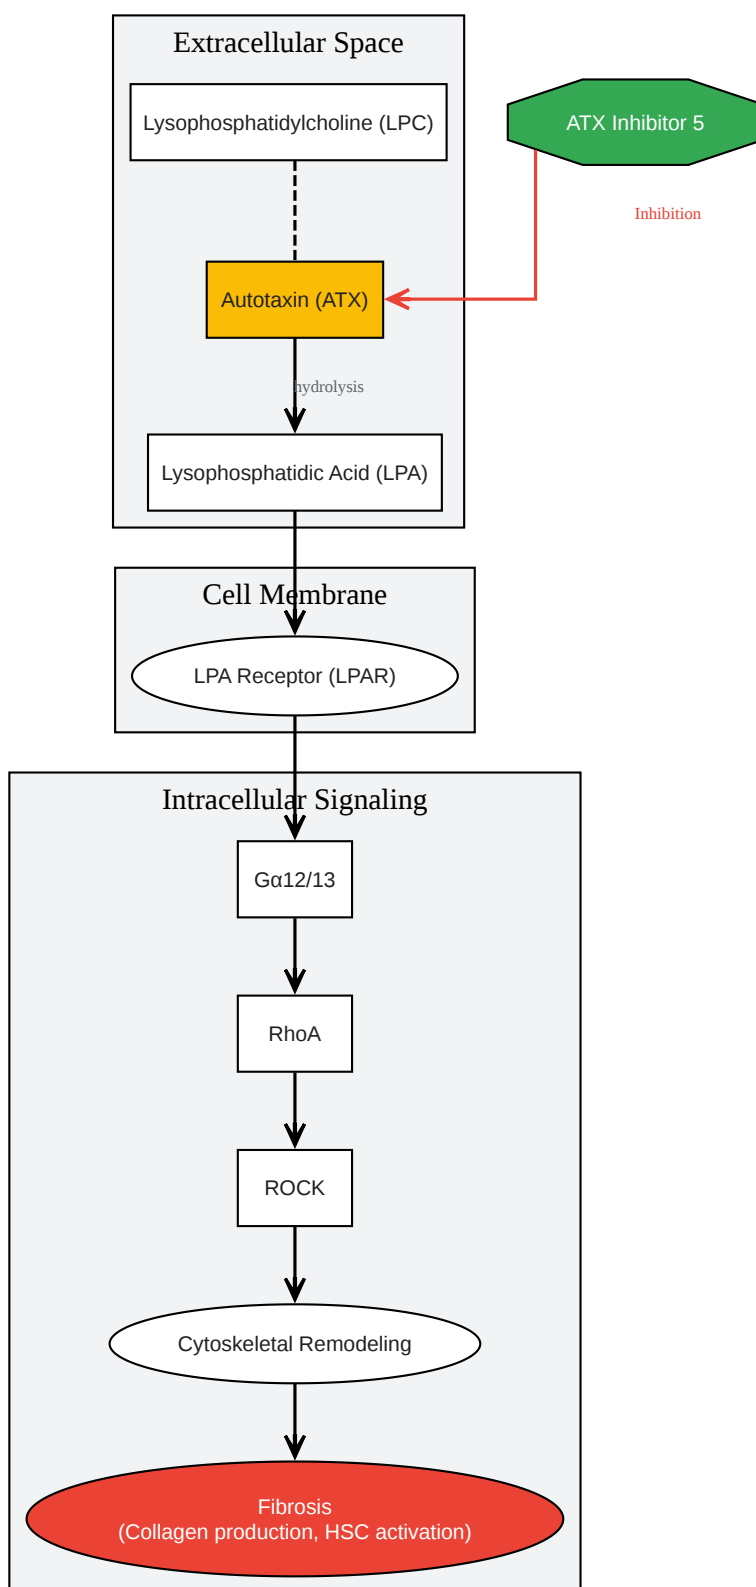 Extracellular Space
Lysophosphatidylcholine (LPC)
ATX Inhibitor 5
Inhibition
Autotaxin (ATX)
hydrolysis
Lysophosphatidic Acid (LPA)
Cell Membrane
LPA Receptor (LPAR)
Intracellular Signaling
Gα12/13
RhoA
ROCK
Cytoskeletal Remodeling
Fibrosis
(Collagen production, HSC activation)